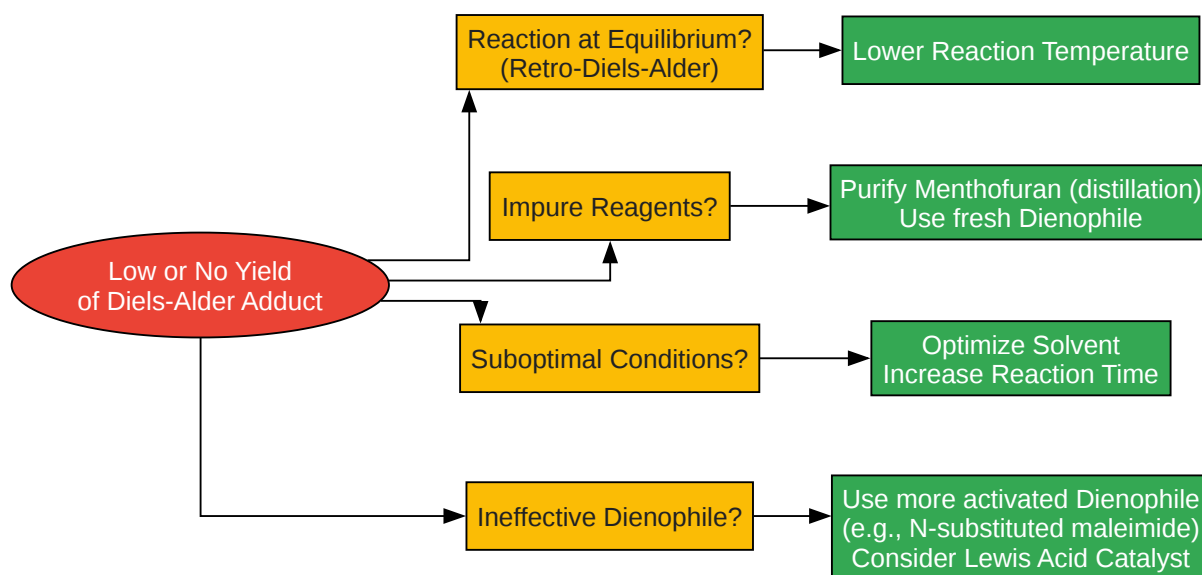 Reaction at Equilibrium?
(Retro-Diels-Alder)
Lower Reaction Temperature
Impure Reagents?
Purify Menthofuran (distillation)
Use fresh Dienophile
Low or No Yield
of Diels-Alder Adduct
Suboptimal Conditions?
Optimize Solvent
Increase Reaction Time
Ineffective Dienophile?
Use more activated Dienophile
(e.g., N-substituted maleimide)
Consider Lewis Acid Catalyst